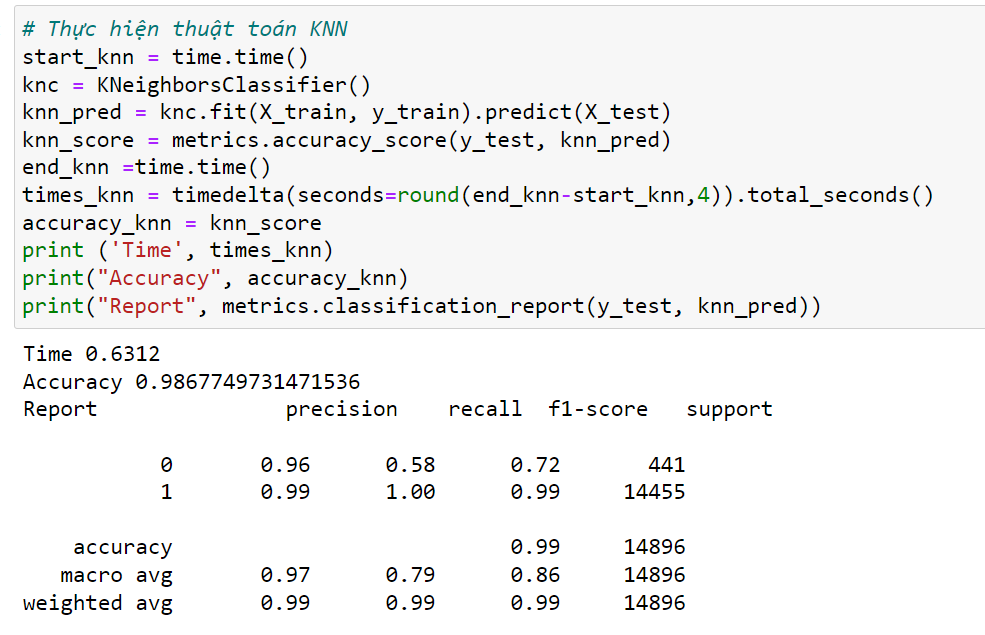 # Thực hiện thuật toán KNN
start_knn = time.time()
knc = KNeighborsClassifier()
knn_pred = knc.fit(X_train, y_train).predict(X_test)
knn_score = metrics.accuracy_score(y_test, knn_pred)
end_knn =time.time()
times_knn = timedelta(seconds=round(end_knn-start_knn,4)).total_seconds()
accuracy_knn = knn_score
print ('Time', times_knn)
print("Accuracy", accuracy_knn)
print("Report", metrics.classification_report(y_test, knn_pred))
Time 0.6312
Accuracy 0.9867749731471536
Report precision recall f1-score support
0 0.96 0.58 0.72 441
1 0.99 1.00 0.99 14455
accuracy 0.99 14896
macro avg 0.97 0.79 0.86 14896
weighted avg 0.99 0.99 0.99 14896